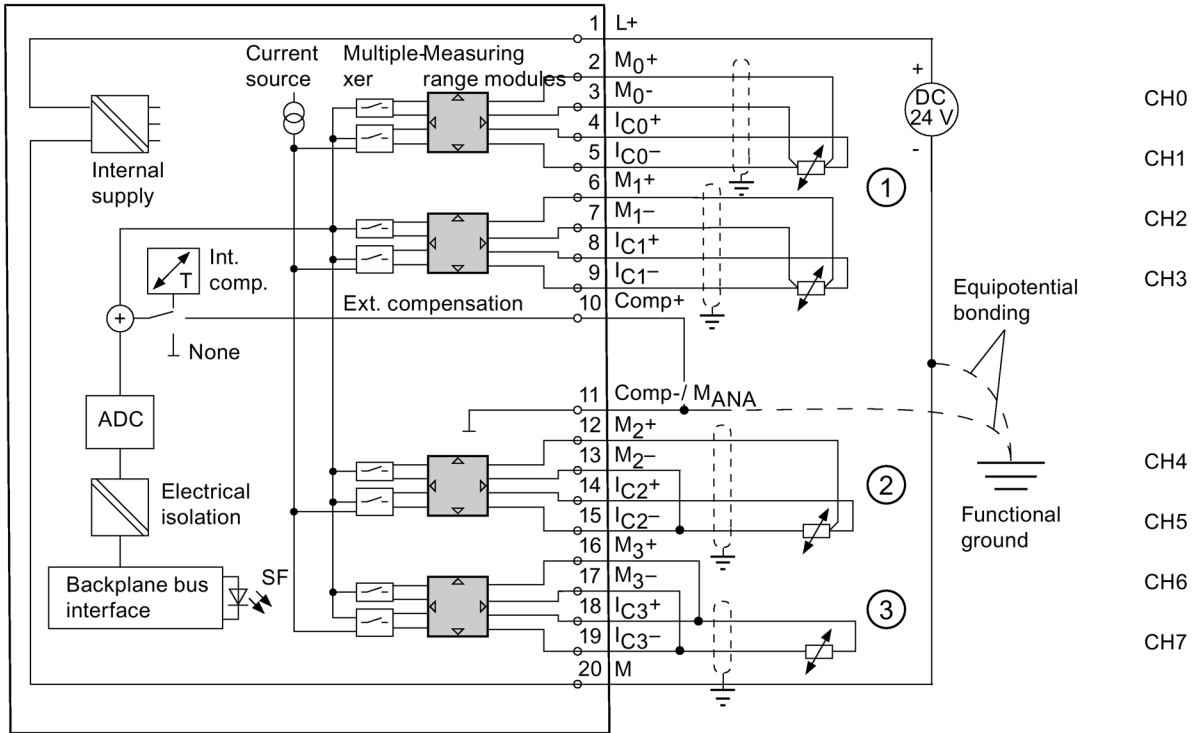 1 L+
Current source
Multiple-xer
Measuring range modules
2 M0+
3 M0-
4 IC0+
5 IC0−
6 M1+
7 M1−
8 IC1+
9 IC1−
10 Comp+
Internal supply
+
DC
24 V
-
CH0
CH1
CH2
CH3
1
Int. comp.
T
Ext. compensation
+
None
Equipotential bonding
11 Comp-/ MANA
12 M2+
13 M2−
14 IC2+
15 IC2−
16 M3+
17 M3−
18 IC3+
19 IC3−
20 M
ADC
Electrical isolation
Backplane bus interface
SF
2
3
Functional ground
CH4
CH5
CH6
CH7